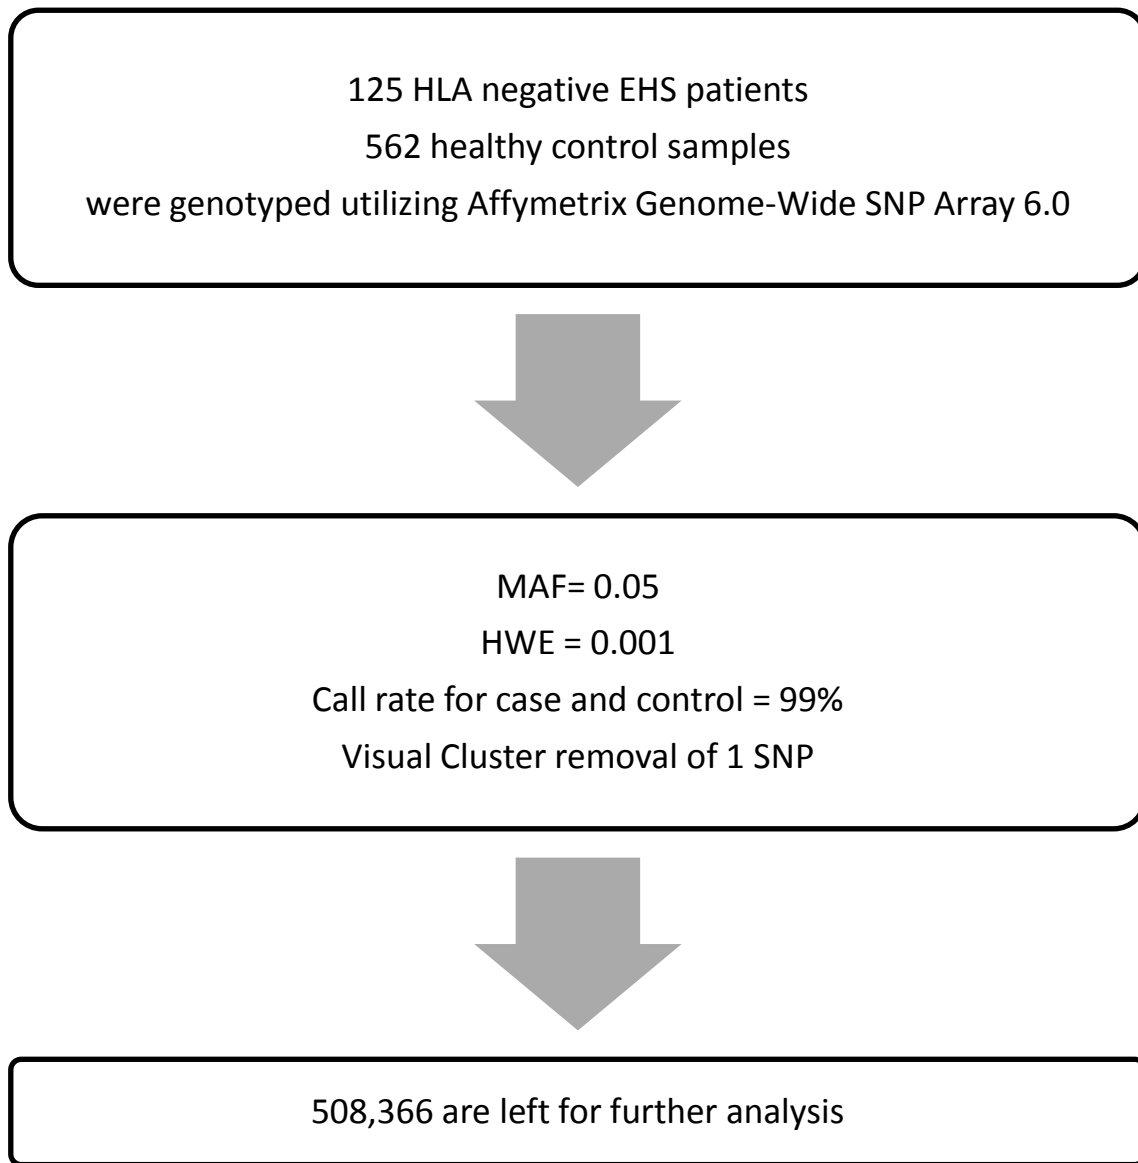 125 HLA negative EHS patients
562 healthy control samples
were genotyped utilizing Affymetrix Genome-Wide SNP Array 6.0
MAF= 0.05
HWE = 0.001
Call rate for case and control = 99%
Visual Cluster removal of 1 SNP
508,366 are left for further analysis